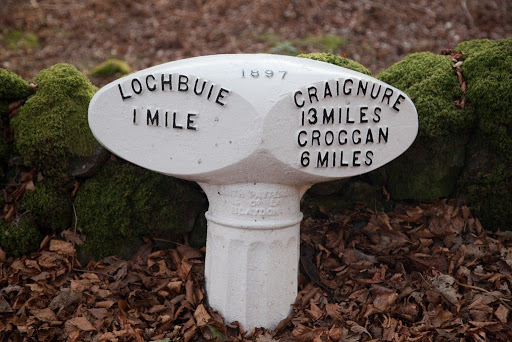 1897
LOCHBUIE
1 MILE
CRAIGNURE
13 MILES
CROGGAN
6 MILES